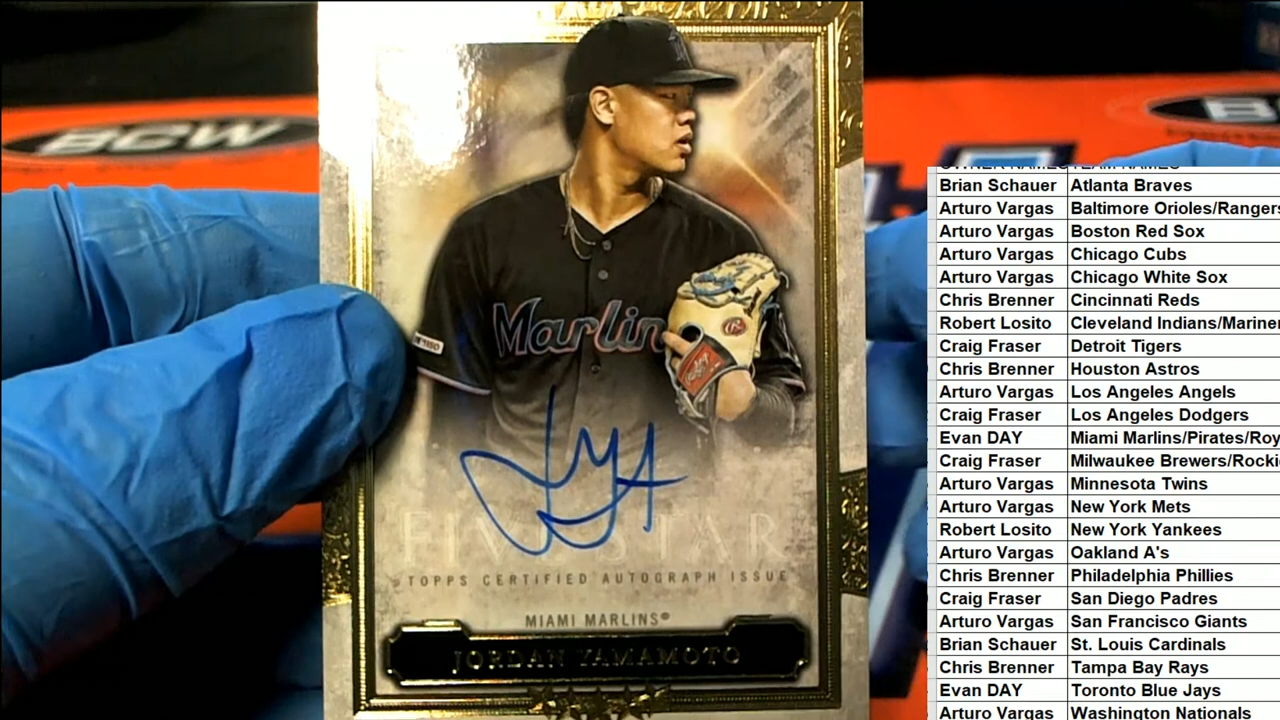 BCW
B
Marlin
150
FIVE STAR
TOPPS CERTIFIED AUTOGRAPH ISSUE
MIAMI MARLINS®
JORDAN YAMAMOTO
OWNER NAMES TEAM NAMES
Brian Schauer Atlanta Braves
Arturo Vargas Baltimore Orioles/Rangers
Arturo Vargas Boston Red Sox
Arturo Vargas Chicago Cubs
Arturo Vargas Chicago White Sox
Chris Brenner Cincinnati Reds
Robert Losito Cleveland Indians/Mariner
Craig Fraser Detroit Tigers
Chris Brenner Houston Astros
Arturo Vargas Los Angeles Angels
Craig Fraser Los Angeles Dodgers
Evan DAY Miami Marlins/Pirates/Roy
Craig Fraser Milwaukee Brewers/Rocki
Arturo Vargas Minnesota Twins
Arturo Vargas New York Mets
Robert Losito New York Yankees
Arturo Vargas Oakland A's
Chris Brenner Philadelphia Phillies
Craig Fraser San Diego Padres
Arturo Vargas San Francisco Giants
Brian Schauer St. Louis Cardinals
Chris Brenner Tampa Bay Rays
Evan DAY Toronto Blue Jays
Arturo Vargas Washington Nationals